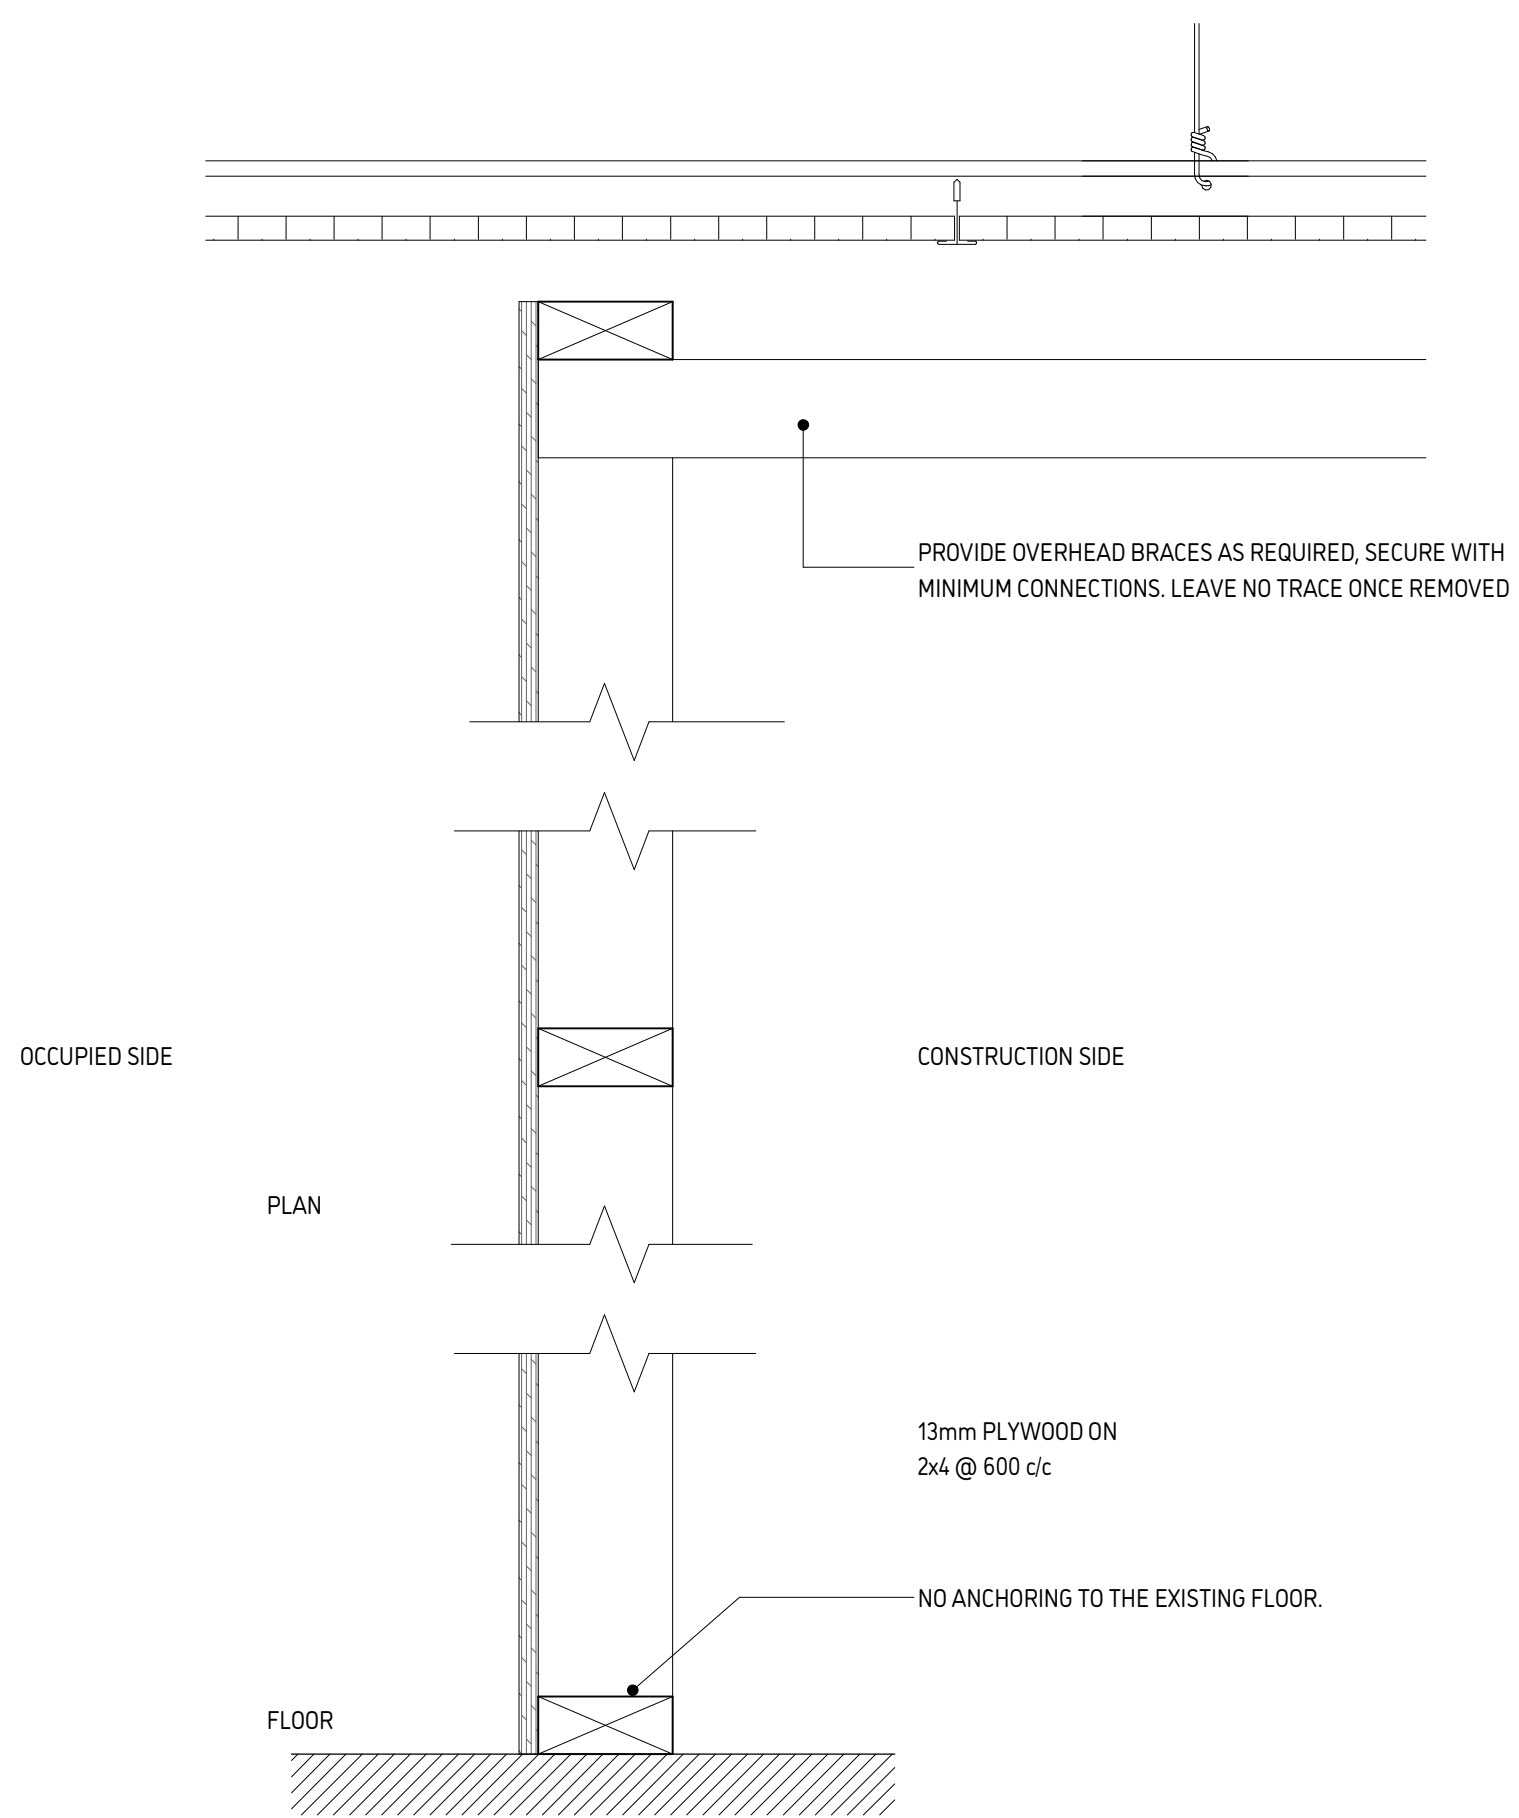 PROVIDE OVERHEAD BRACES AS REQUIRED, SECURE WITH
MINIMUM CONNECTIONS. LEAVE NO TRACE ONCE REMOVED
OCCUPIED SIDE
CONSTRUCTION SIDE
PLAN
13mm PLYWOOD ON
2x4 @ 600 c/c
NO ANCHORING TO THE EXISTING FLOOR.
FLOOR